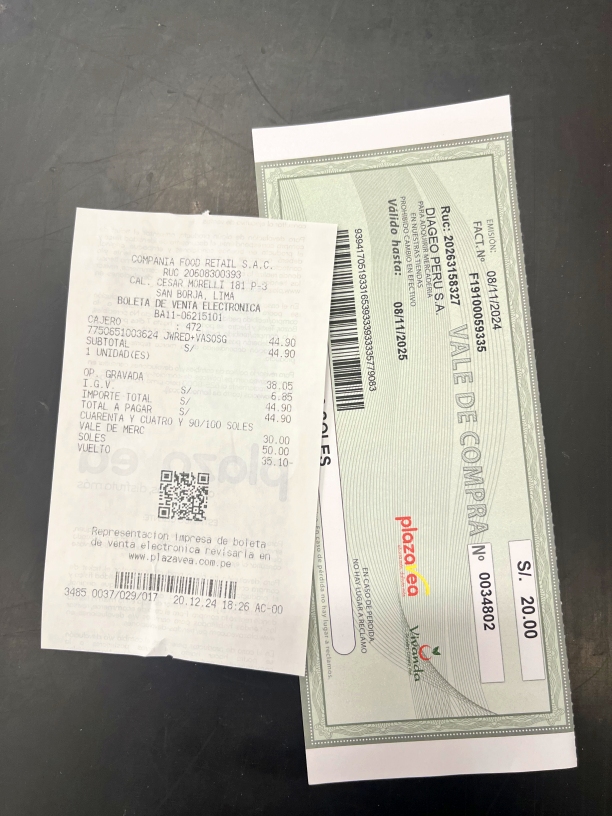 COMPANIA FOOD RETAIL S.A.C.
RUC 20608300393
CAL. CESAR MORELLI 181 P-3
SAN BORJA, LIMA
BOLETA DE VENTA ELECTRONICA
BA11-06215101
CAJERO : 472
7750651003624 JWRED+VASOSG 44.90
SUBTOTAL S/ 44.90
1 UNIDAD(ES)
OP. GRAVADA 38.05
I.G.V. S/ 6.85
IMPORTE TOTAL S/ 44.90
TOTAL A PAGAR S/ 44.90
CUARENTA Y CUATRO Y 90/100 SOLES
VALE DE MERC 30.00
SOLES 50.00
VUELTO 35.10-
Representacion impresa de boleta
de venta electronica revisarla en
www.plazavea.com.pe
3485 0037/029/017 20.12.24 18:26 AC-00
EMISIÓN: 08/11/2024
FACT. Nº F19100059335
VALE DE COMPRA
Nº 0034802
S/. 20.00
Ruc: 20263158327
DIAGEO PERU S.A.
PARA ADQUIRIR MERCADERIA
EN NUESTRAS TIENDAS
PROHIBIDO CAMBIO EN EFECTIVO
Válido hasta: 08/11/2025
plazavea
Vivanda
EN CASO DE PERDIDA,
NO HAY LUGAR A RECLAMO
SOLES
En caso de pérdida no hay lugar a reclamos.